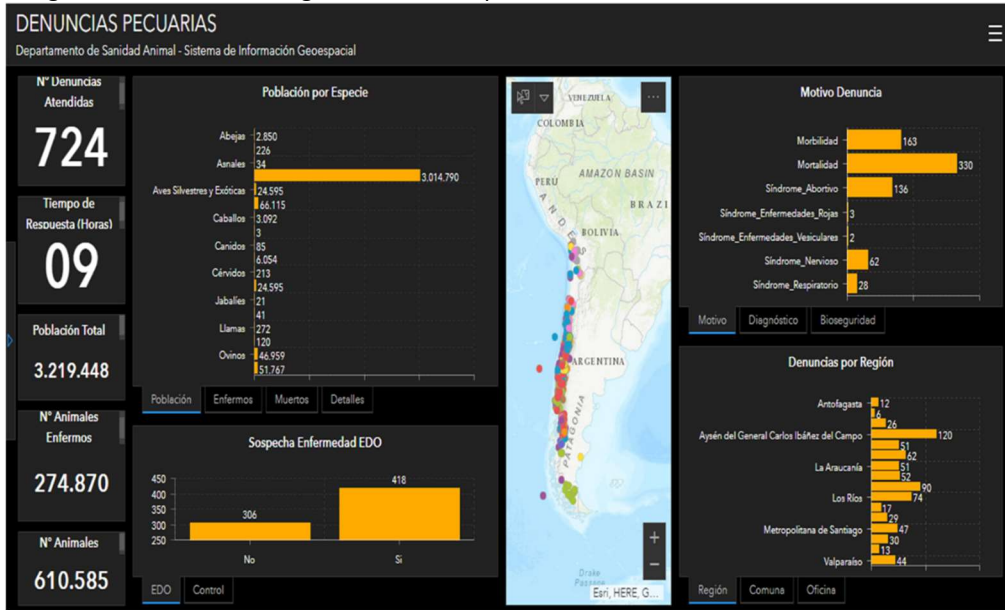 DENUNCIAS PECUARIAS
Departamento de Sanidad Animal - Sistema de Información Geoespacial
N° Denuncias
Atendidas
724
Tiempo de
Respuesta (Horas)
09
Población Total
3.219.448
N° Animales
Enfermos
274.870
N° Animales
610.585
Población por Especie
Abejas 2.850
226
Asnales 34
3.014.790
Aves Silvestres y Exóticas 24.595
66.115
Caballos 3.092
3
Canidos 85
6.054
Cérvidos 213
24.595
Jabalíes 21
41
Llamas 272
120
Ovinos 46.959
51.767
Población Enfermos Muertos Detalles
Sospecha Enfermedad EDO
450
400
350
300
250
306
418
No Si
EDO Control
VENEZUELA
COLOMBIA
AMAZON BASIN
PERU
BRAZI
ANDE
BOLIVIA
ARGENTINA
PATAGONIA
Drake
Passage
Esri, HERE, G...
Motivo Denuncia
Morbilidad 163
Mortalidad 330
Síndrome_Abortivo 136
Síndrome_Enfermedades_Rojas 3
Síndrome_Enfermedades_Vesiculares 2
Síndrome_Nervioso 62
Síndrome_Respiratorio 28
Motivo Diagnóstico Bioseguridad
Denuncias por Región
Antofagasta 12
6
26
Aysén del General Carlos Ibáñez del Campo 120
51
62
La Araucanía 51
52
90
Los Ríos 74
17
29
Metropolitana de Santiago 47
30
13
Valparaíso 44
Región Comuna Oficina